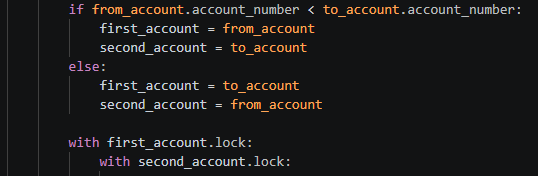 if from_account.account_number < to_account.account_number:
    first_account = from_account
    second_account = to_account
else:
    first_account = to_account
    second_account = from_account

with first_account.lock:
    with second_account.lock: